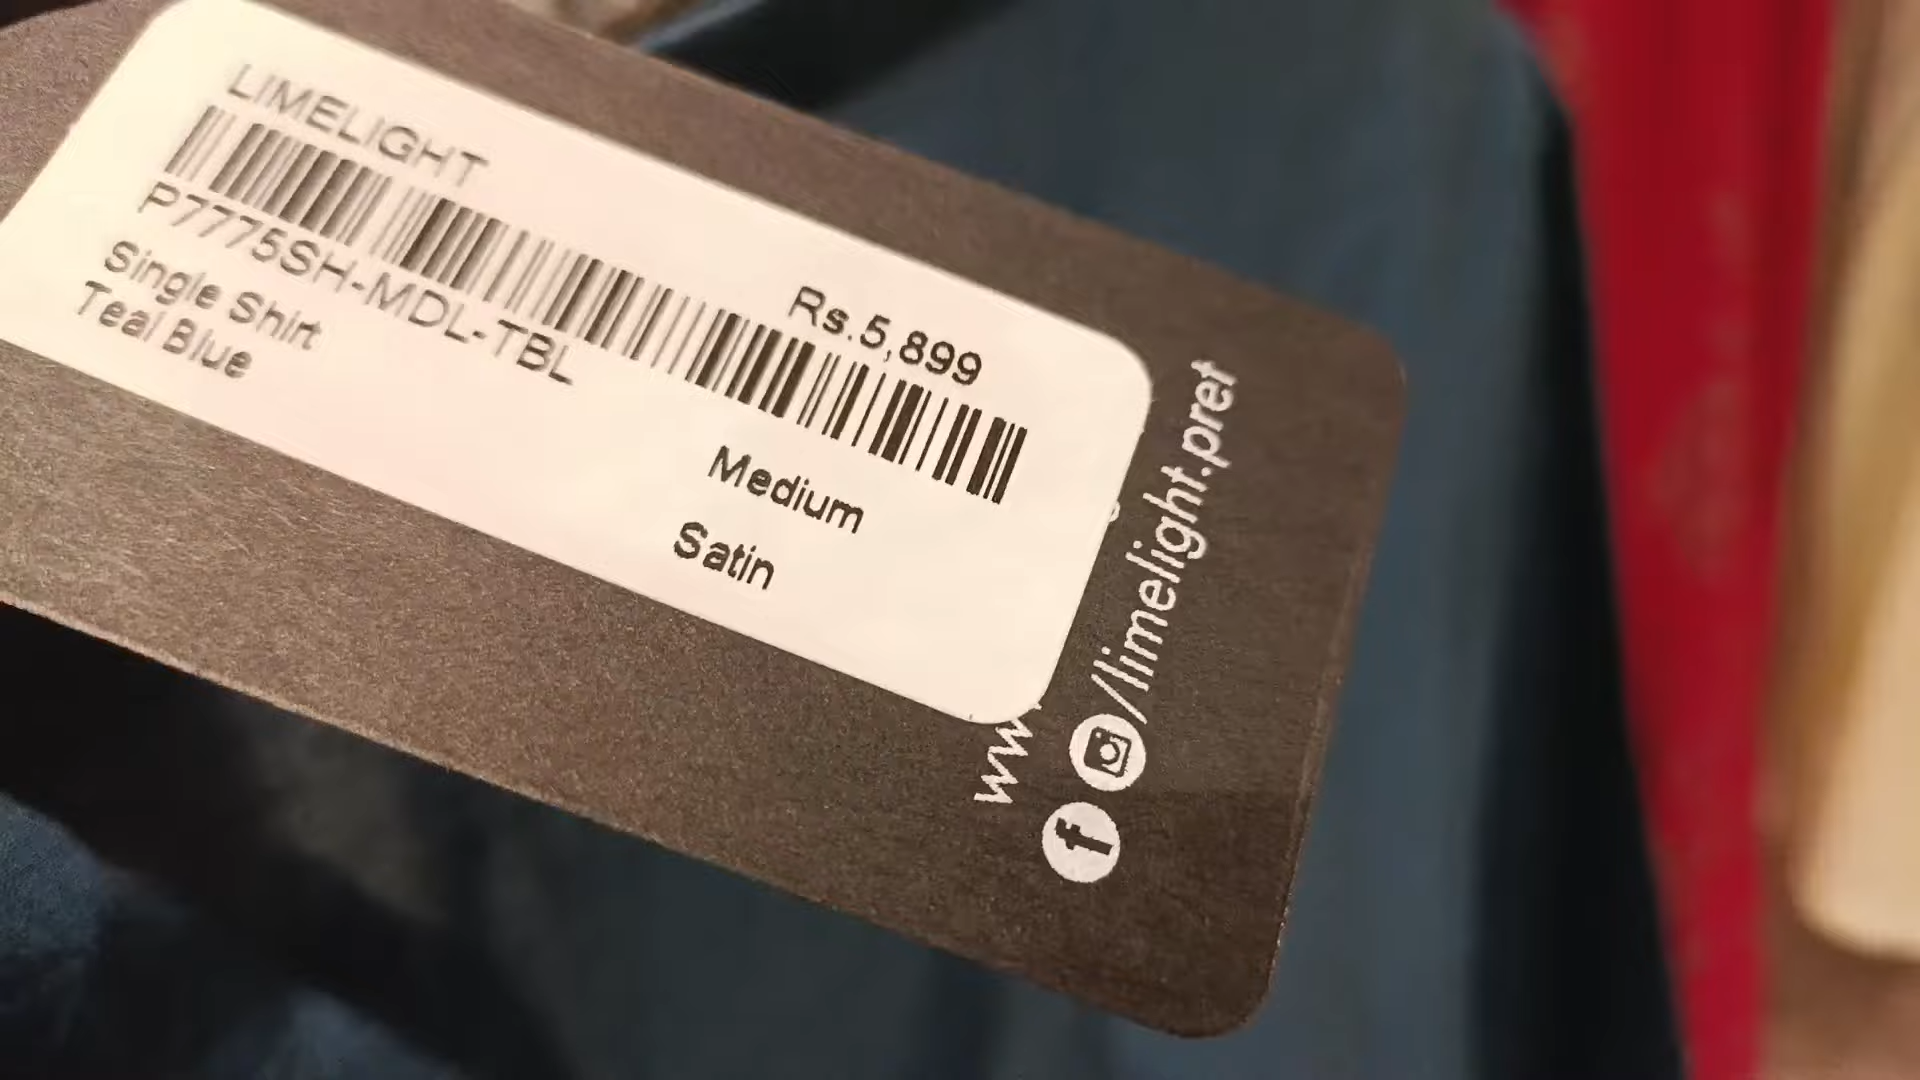 LIMELIGHT
Rs.5,899
P7775SH-MDL-TBL
Single Shirt
Medium
Teal Blue
Satin
www.
/limelight.pret